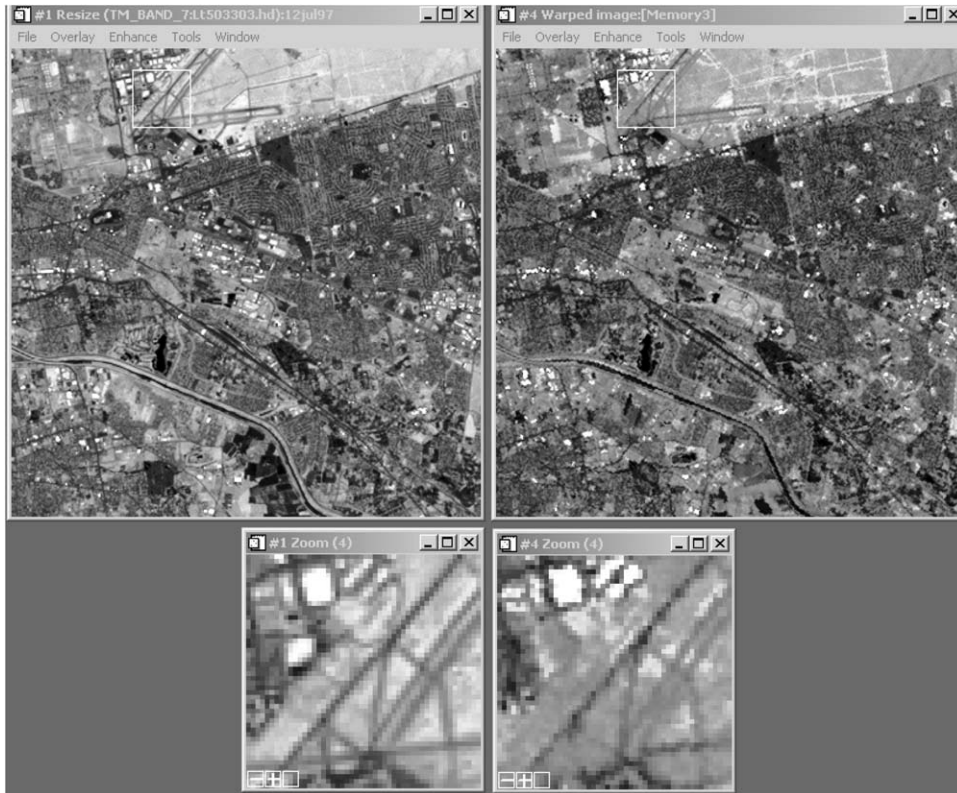 #1 Resize (TM_BAND_7:Lt503303.hd):12jul97
File Overlay Enhance Tools Window
#4 Warped image:[Memory3]
File Overlay Enhance Tools Window
#1 Zoom (4)
#4 Zoom (4)